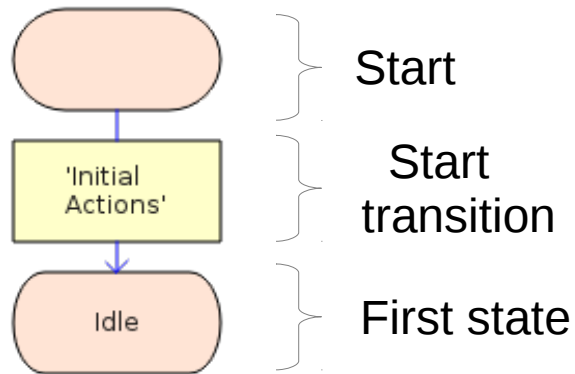 Start
'Initial
Actions'
Start
transition
Idle
First state